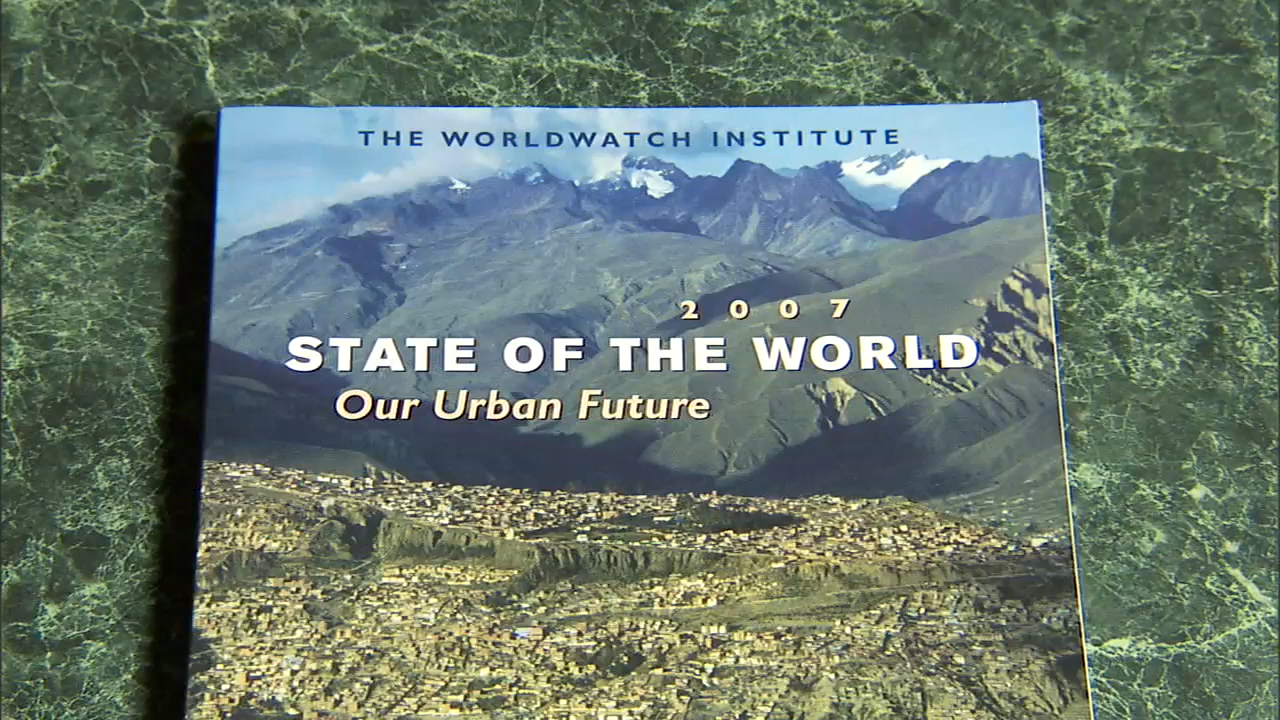 THE WORLDWATCH INSTITUTE
2007
STATE OF THE WORLD
Our Urban Future